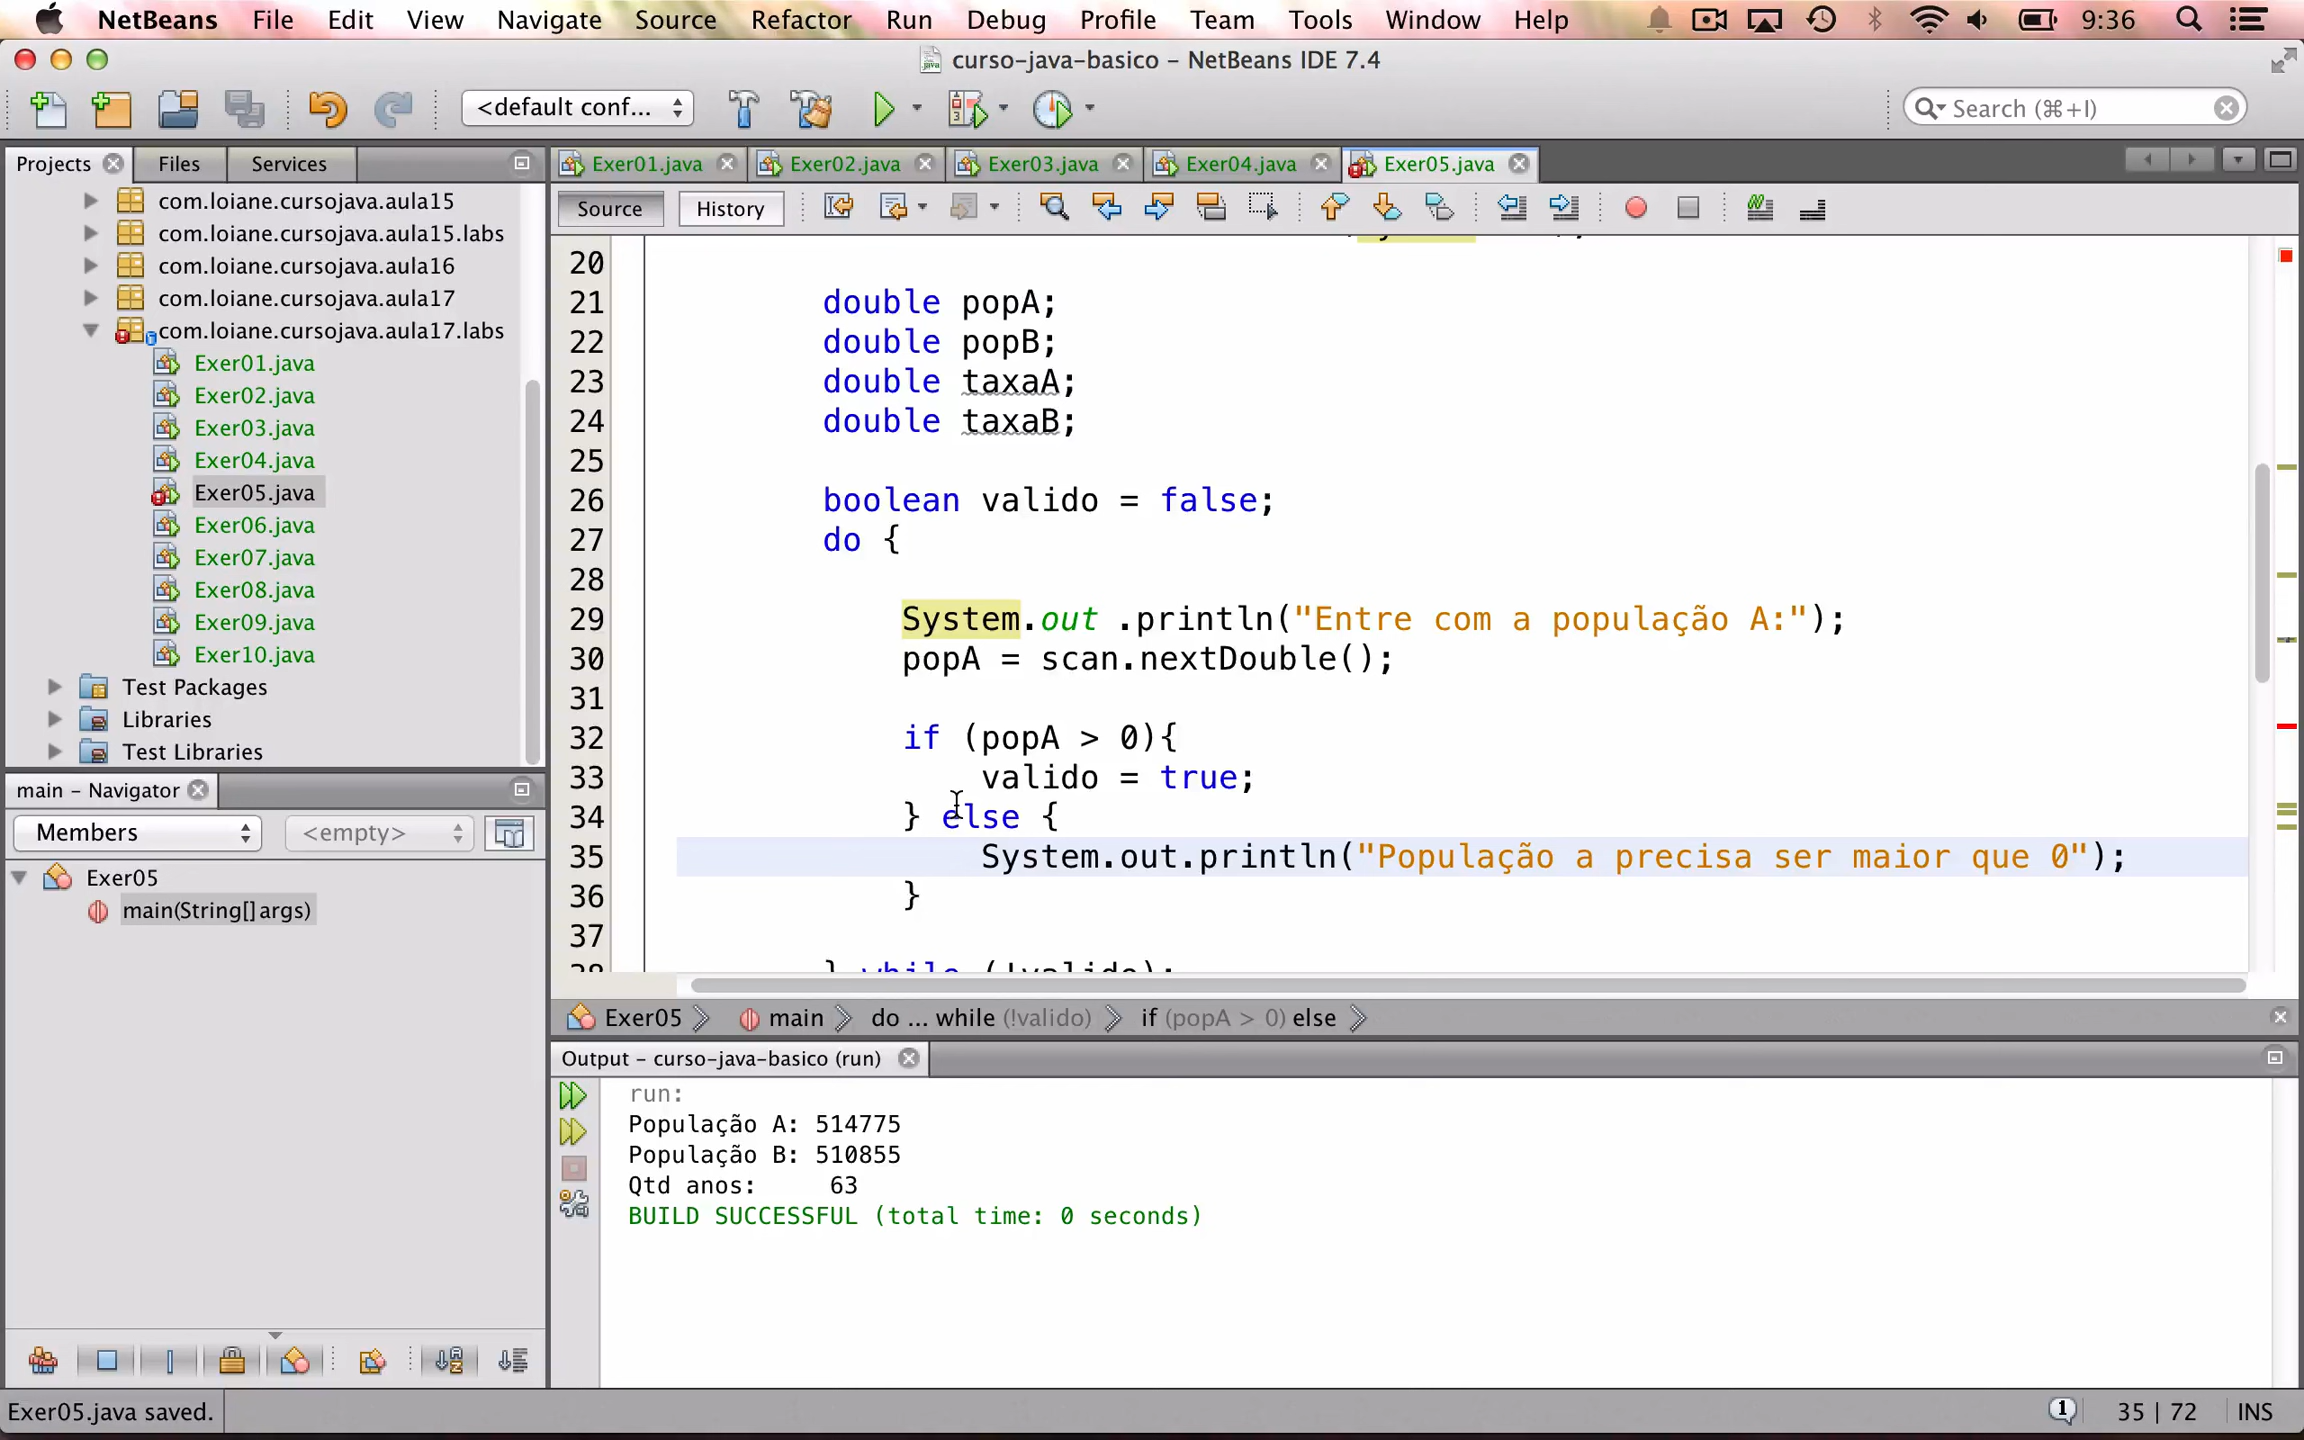 NetBeans File Edit View Navigate Source Refactor Run Debug Profile Team Tools Window Help 9:36
curso-java-basico – NetBeans IDE 7.4
<default conf... Search (⌘+I)
Projects Files Services
com.loiane.cursojava.aula15
com.loiane.cursojava.aula15.labs
com.loiane.cursojava.aula16
com.loiane.cursojava.aula17
com.loiane.cursojava.aula17.labs
Exer01.java
Exer02.java
Exer03.java
Exer04.java
Exer05.java
Exer06.java
Exer07.java
Exer08.java
Exer09.java
Exer10.java
Test Packages
Libraries
Test Libraries
main – Navigator
Members <empty>
Exer05
main(String[] args)
Exer01.java Exer02.java Exer03.java Exer04.java Exer05.java
Source History
20
21 double popA;
22 double popB;
23 double taxaA;
24 double taxaB;
25
26 boolean valido = false;
27 do {
28
29 System.out .println("Entre com a população A:");
30 popA = scan.nextDouble();
31
32 if (popA > 0){
33 valido = true;
34 } else {
35 System.out.println("População a precisa ser maior que 0");
36 }
37
38 } while (!valido);
Exer05 main do ... while (!valido) if (popA > 0) else
Output – curso-java-basico (run)
run:
População A: 514775
População B: 510855
Qtd anos: 63
BUILD SUCCESSFUL (total time: 0 seconds)
Exer05.java saved. 1 35 | 72 INS